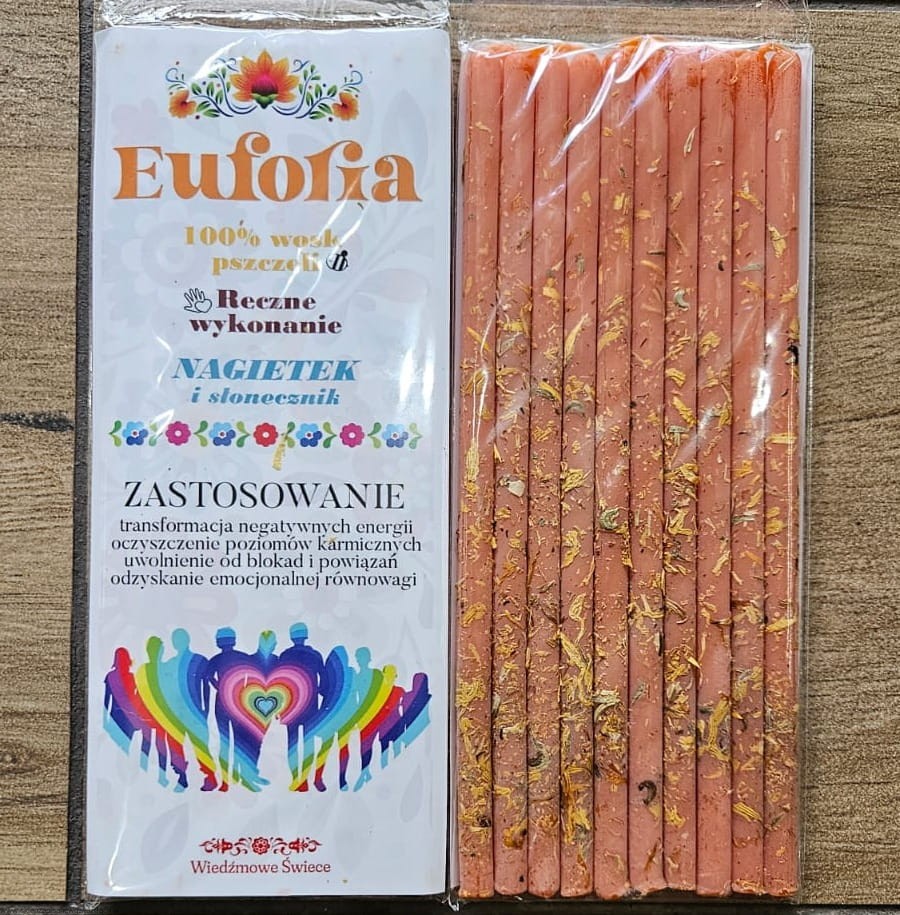 Euforia
100% wosk
pszczeli
Reczne
wykonanie
NAGIETEK
i slonecznik
ZASTOSOWANIE
transformacja negatywnych energii
oczyszczenie poziomów karmicznych
uwolnienie od blokad i powiązań
odzyskanie emocjonalnej równowagi
Wiedźmowe Świece